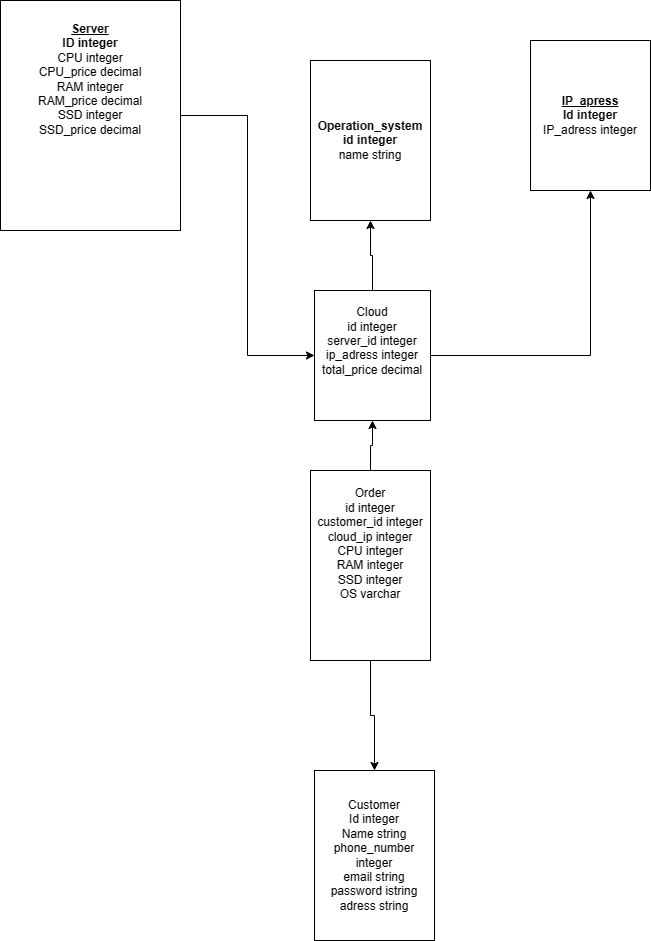 Server
ID integer
CPU integer
CPU_price decimal
RAM integer
RAM_price decimal
SSD integer
SSD_price decimal
Operation_system
id integer
name string
IP_apress
Id integer
IP_adress integer
Cloud
id integer
server_id integer
ip_adress integer
total_price decimal
Order
id integer
customer_id integer
cloud_ip integer
CPU integer
RAM integer
SSD integer
OS varchar
Customer
Id integer
Name string
phone_number
integer
email string
password istring
adress string